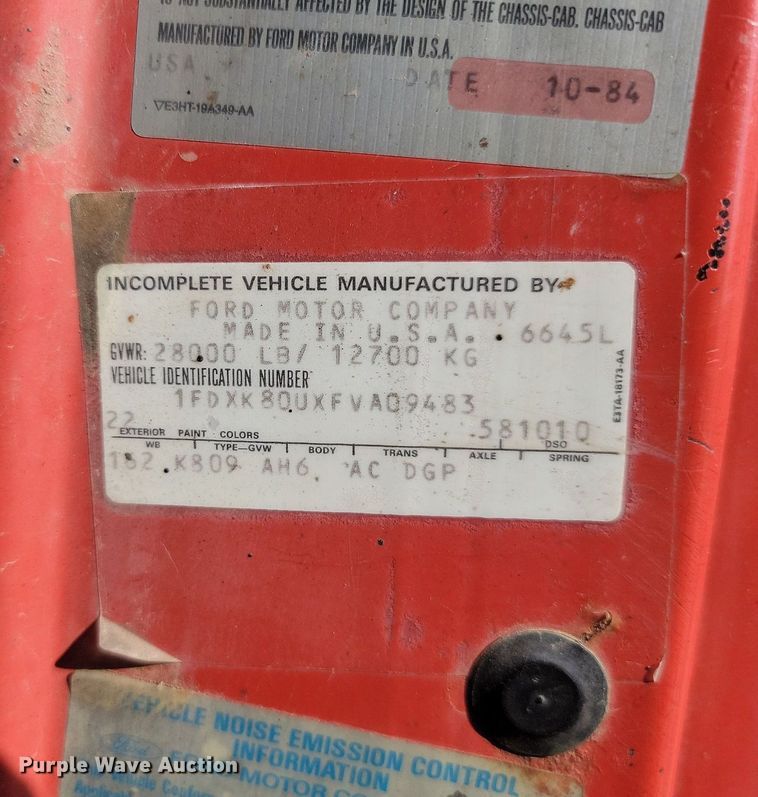 IS NOT SUBSTANTIALLY AFFECTED BY THE DESIGN OF THE CHASSIS-CAB. CHASSIS-CAB
MANUFACTURED BY FORD MOTOR COMPANY IN U.S.A.
USA
DATE 10-84
▽E3HT-19A349-AA
INCOMPLETE VEHICLE MANUFACTURED BY
FORD MOTOR COMPANY
MADE IN U.S.A. 6645L
GVWR: 28000 LB/ 12700 KG
VEHICLE IDENTIFICATION NUMBER
1FDXK80UXFVA09483
22 581010
EXTERIOR PAINT COLORS DSO
WB TYPE—GVW BODY TRANS AXLE SPRING
182 K809 AH6 AC DGP
E3TA-18173-AA
VEHICLE NOISE EMISSION CONTROL
INFORMATION
Ford
MOTOR
Purple Wave Auction